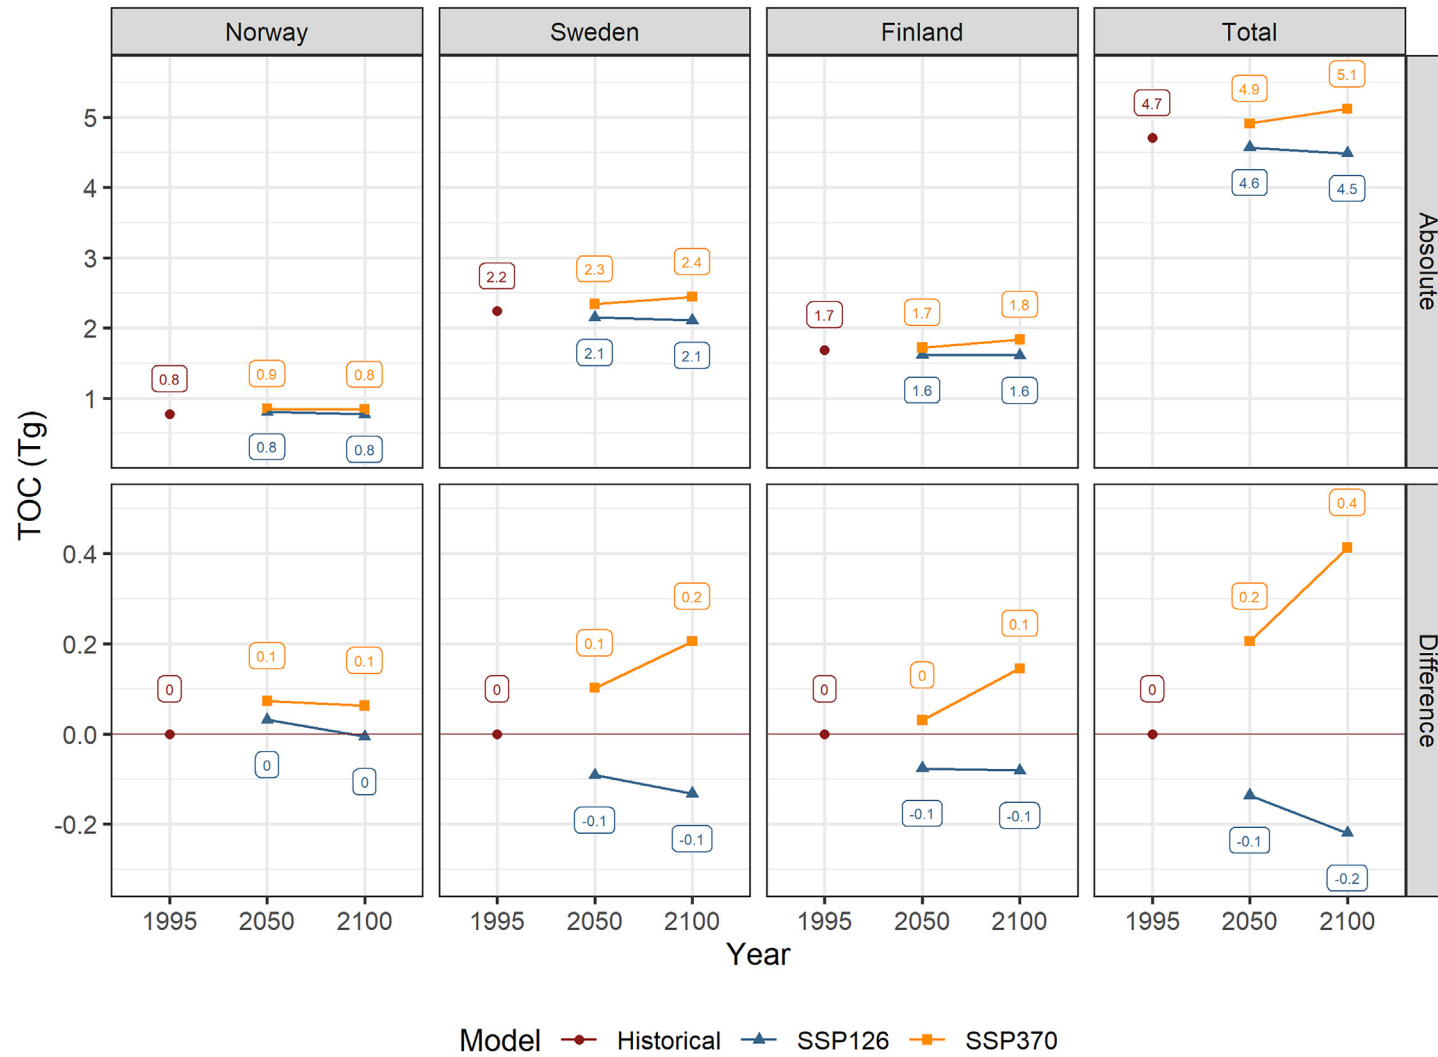 Norway Sweden Finland Total
TOC (Tg)
Absolute
5
4
3
2
1
0.8 0.9 0.8
0.8 0.8
2.2 2.3 2.4
2.1 2.1
1.7 1.7 1.8
1.6 1.6
4.7 4.9 5.1
4.6 4.5
Difference
0.4
0.2
0.0
-0.2
0 0.1 0.1
0 0
0 0.1 0.2
-0.1 -0.1
0 0 0.1
-0.1 -0.1
0 0.2 0.4
-0.1 -0.2
1995 2050 2100 1995 2050 2100 1995 2050 2100 1995 2050 2100
Year
Model Historical SSP126 SSP370